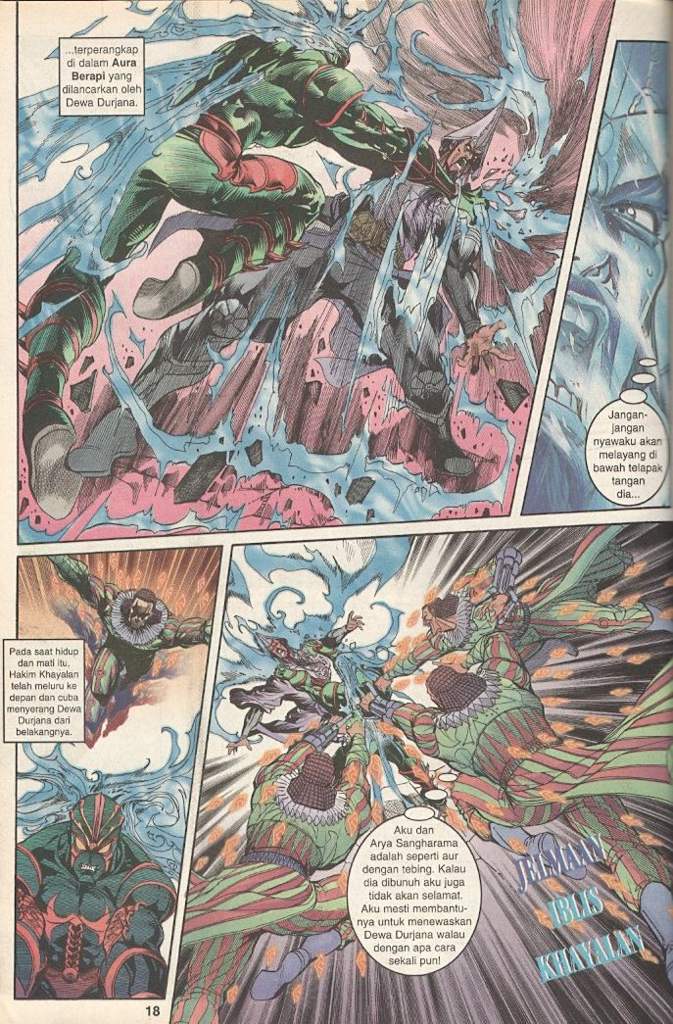 ...terperangkap
di dalam Aura
Berapi yang
dilancarkan oleh
Dewa Durjana.
Jangan-
jangan
nyawaku akan
melayang di
bawah telapak
tangan
dia...
Pada saat hidup
dan mati itu,
Hakim Khayalan
telah meluru ke
depan dan cuba
menyerang Dewa
Durjana dari
belakangnya.
Aku dan
Arya Sangharama
adalah seperti aur
dengan tebing. Kalau
dia dibunuh aku juga
tidak akan selamat.
Aku mesti membantu-
nya untuk menewaskan
Dewa Durjana walau
dengan apa cara
sekali pun!
JELMAAN
IBLIS
KHAYALAN
18